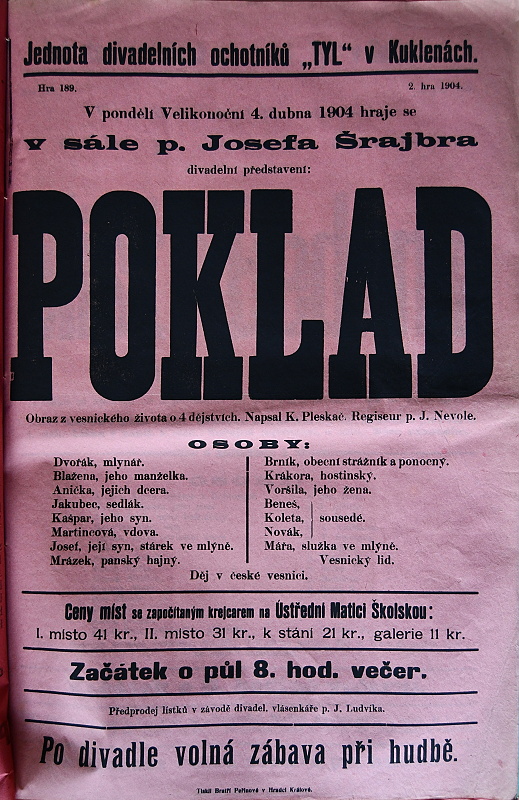 Jednota divadelních ochotníků „TYL“ v Kuklenách.
Hra 189.
2. hra 1904.
V pondělí Velikonoční 4. dubna 1904 hraje se
v sále p. Josefa Šrajbra
divadelní představení:
POKLAD
Obraz z vesnického života o 4 dějstvích. Napsal K. Pleskač. Regiseur p. J. Nevole.
OSOBY:
Dvořák, mlynář.
Blažena, jeho manželka.
Anička, jejich dcera.
Jakubec, sedlák.
Kašpar, jeho syn.
Martincová, vdova.
Josef, její syn, stárek ve mlýně.
Mrázek, panský hajný.
Brník, obecní strážník a ponocný.
Krákora, hostinský.
Voršila, jeho žena.
Beneš,
Koleta, sousedé.
Novák,
Mářa, služka ve mlýně.
Vesnický lid.
Děj v české vesnici.
Ceny míst se započítaným krejcarem na Ústřední Matici Školskou:
I. místo 41 kr., II. místo 31 kr., k stání 21 kr., galerie 11 kr.
Začátek o půl 8. hod. večer.
Předprodej lístků v závodě divadel. vlásenkáře p. J. Ludvíka.
Po divadle volná zábava při hudbě.
Tiskli Bratří Peřinové v Hradci Králové.